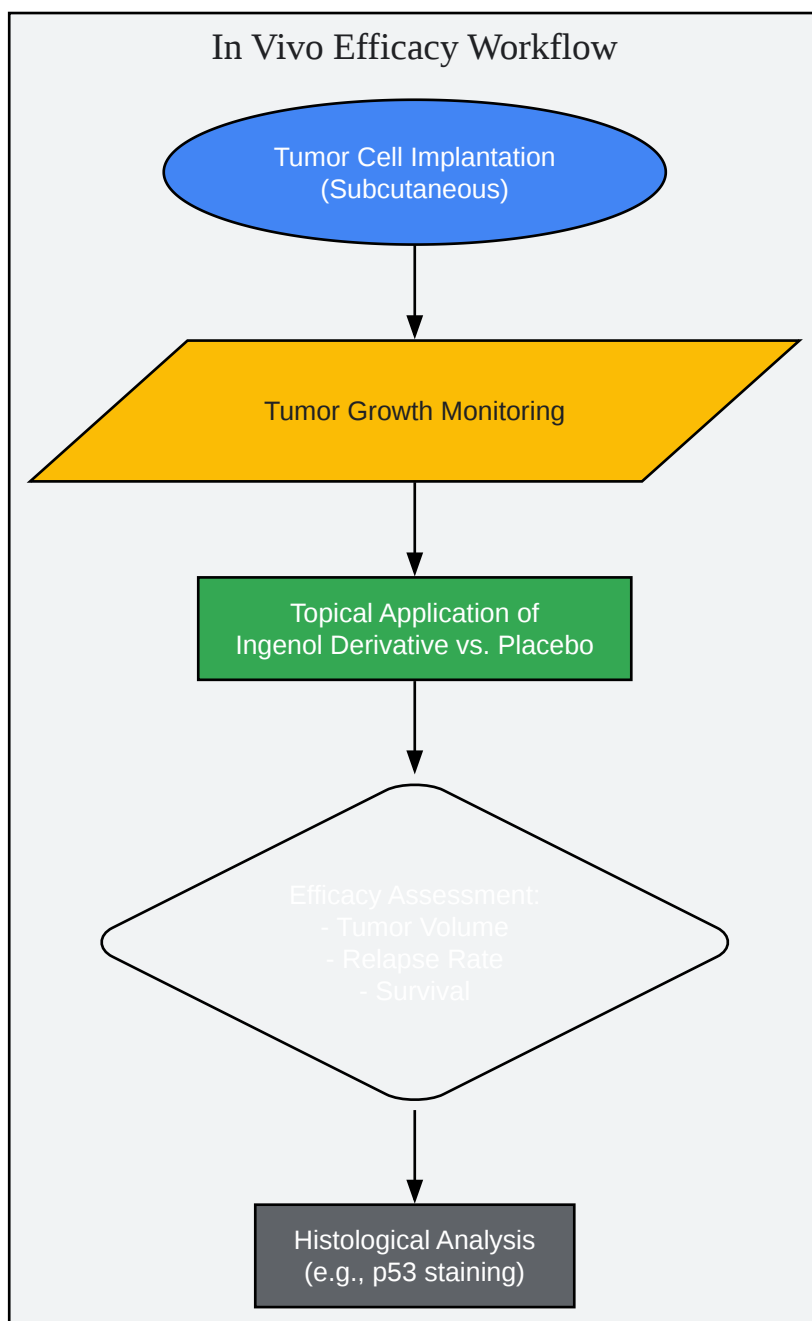 In Vivo Efficacy Workflow
Tumor Cell Implantation
(Subcutaneous)
Tumor Growth Monitoring
Topical Application of
Ingenol Derivative vs. Placebo
Efficacy Assessment:
- Tumor Volume
- Relapse Rate
- Survival
Histological Analysis
(e.g., p53 staining)